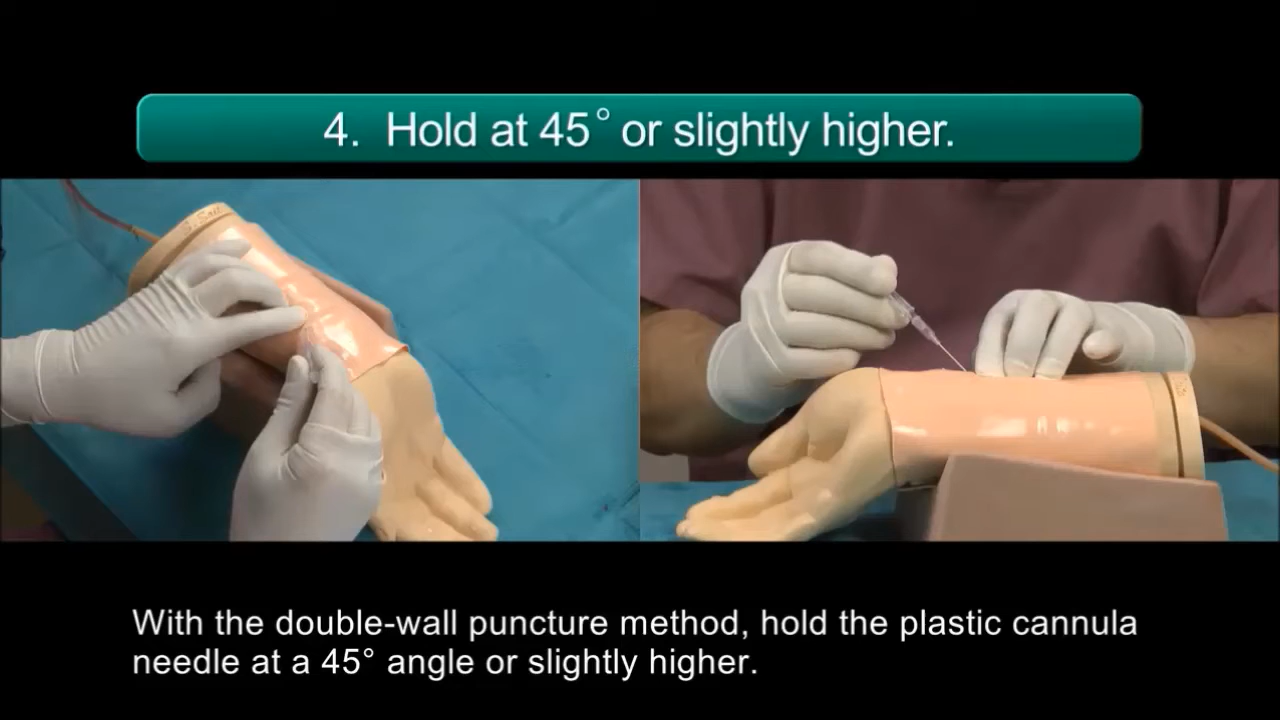 4. Hold at 45° or slightly higher.
With the double-wall puncture method, hold the plastic cannula
needle at a 45° angle or slightly higher.